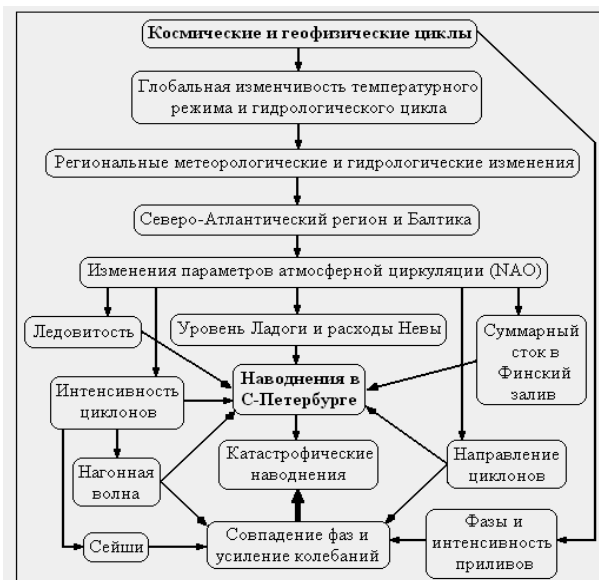 Космические и геофизические циклы
Глобальная изменчивость температурного
режима и гидрологического цикла
Региональные метеорологические и гидрологические изменения
Северо-Атлантический регион и Балтика
Изменения параметров атмосферной циркуляции (NAO)
Ледовитость
Уровень Ладоги и расходы Невы
Суммарный
сток в
Финский
залив
Интенсивность
циклонов
Наводнения в
С-Петербурге
Нагонная
волна
Катастрофические
наводнения
Направление
циклонов
Сейши
Совпадение фаз и
усиление колебаний
Фазы и
интенсивность
приливов